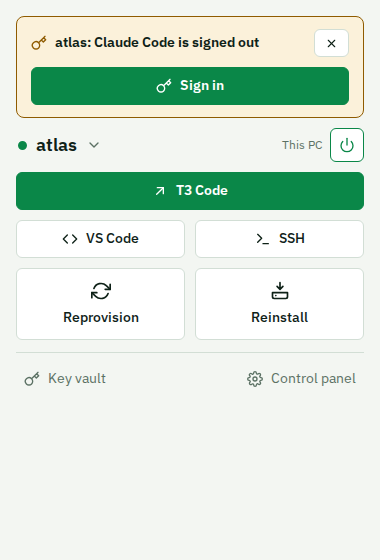 atlas: Claude Code is signed out
Sign in
atlas
This PC
T3 Code
VS Code
SSH
Reprovision
Reinstall
Key vault
Control panel